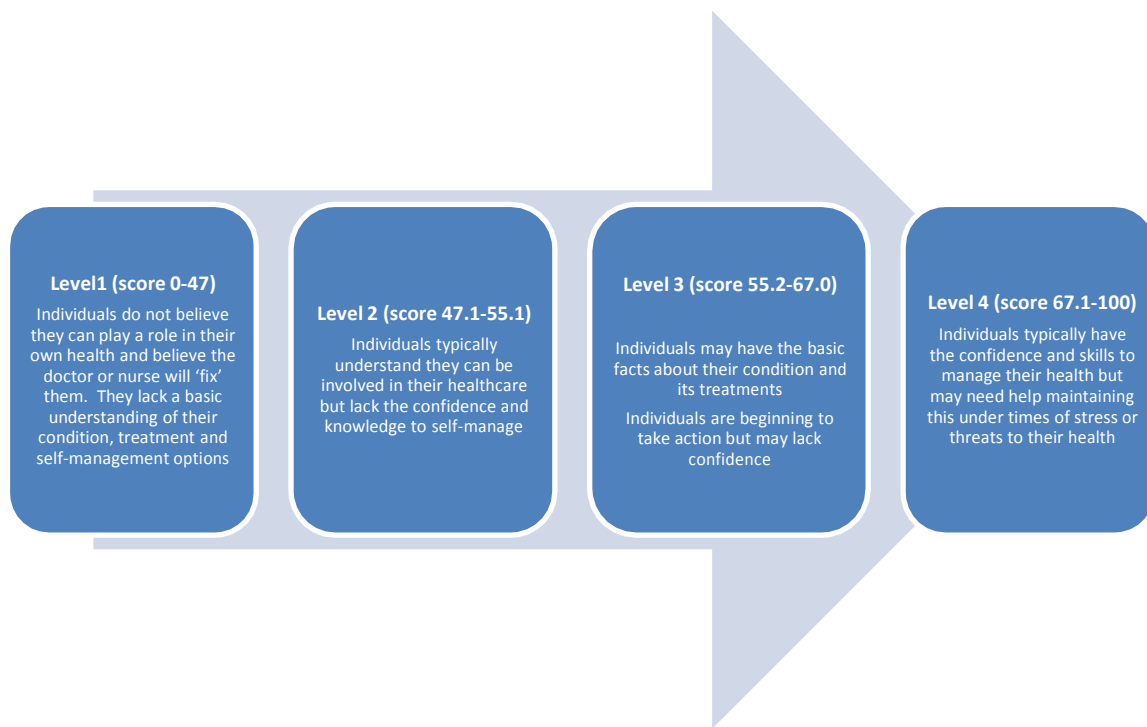 Level1 (score 0-47)
Individuals do not believe
they can play a role in their
own health and believe the
doctor or nurse will ‘fix’
them.  They lack a basic
understanding of their
condition, treatment and
self-management options
Level 2 (score 47.1-55.1)
Individuals typically
understand they can be
involved in their healthcare
but lack the confidence and
knowledge to self-manage
Level 3 (score 55.2-67.0)
Individuals may have the basic
facts about their condition and
its treatments
Individuals are beginning to
take action but may lack
confidence
Level 4 (score 67.1-100)
Individuals typically have
the confidence and skills to
manage their health but
may need help maintaining
this under times of stress or
threats to their health